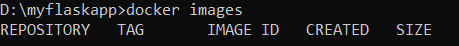 D:\myflaskapp>docker images
REPOSITORY   TAG       IMAGE ID   CREATED   SIZE